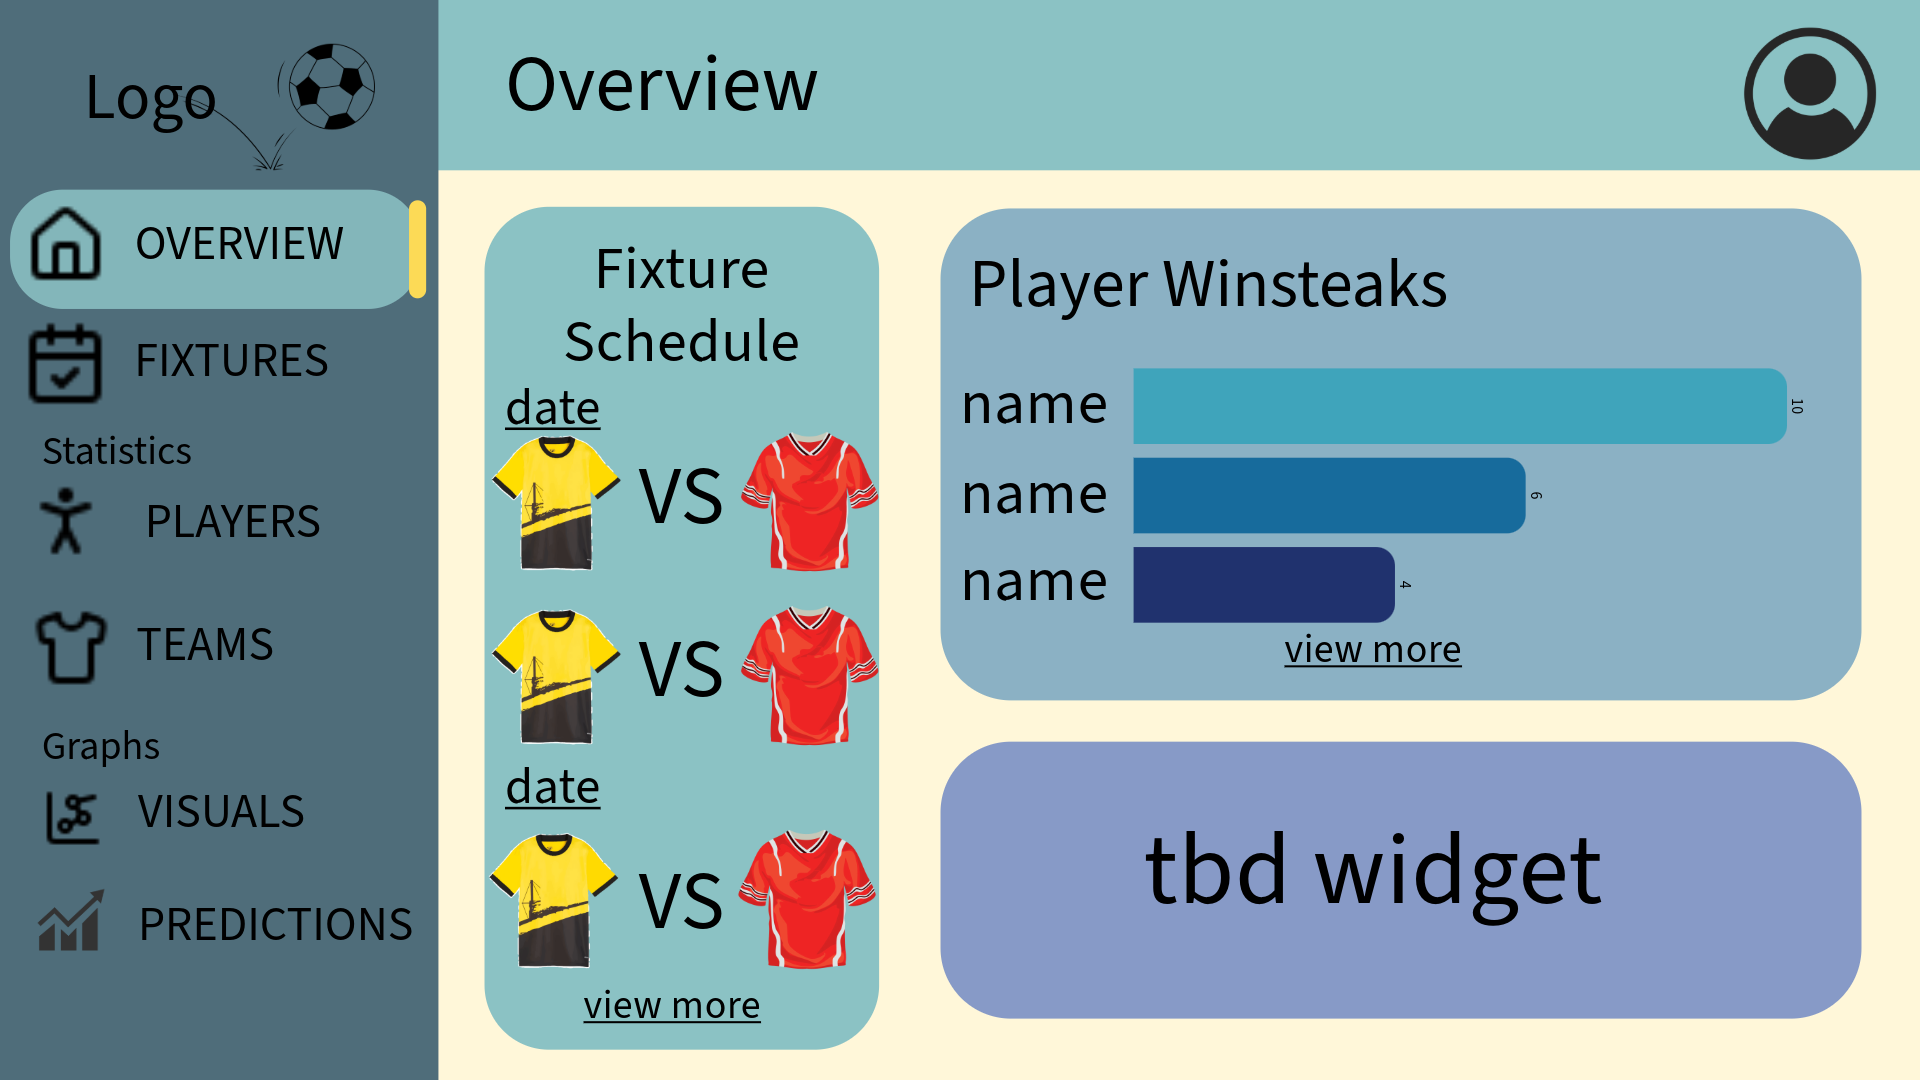 Logo
OVERVIEW
FIXTURES
Statistics
PLAYERS
TEAMS
Graphs
VISUALS
PREDICTIONS
Overview
Fixture
Schedule
date
VS
VS
date
VS
view more
Player Winsteaks
name
10
name
6
name
4
view more
tbd widget